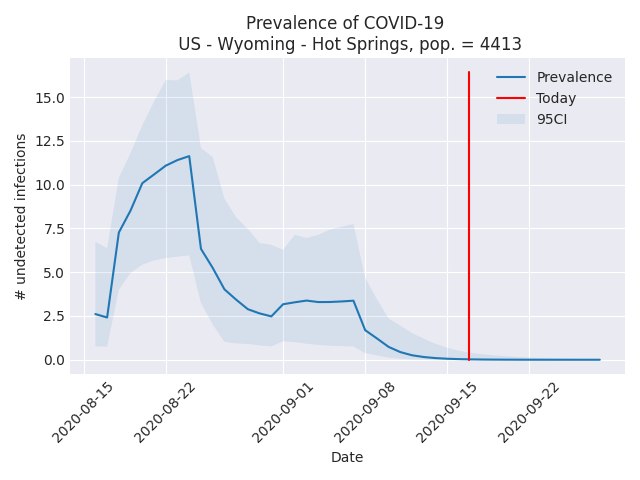 Prevalence of COVID-19
US - Wyoming - Hot Springs, pop. = 4413
Prevalence
Today
95CI
# undetected infections
15.0
12.5
10.0
7.5
5.0
2.5
0.0
2020-08-15
2020-08-22
2020-09-01
2020-09-08
2020-09-15
2020-09-22
Date